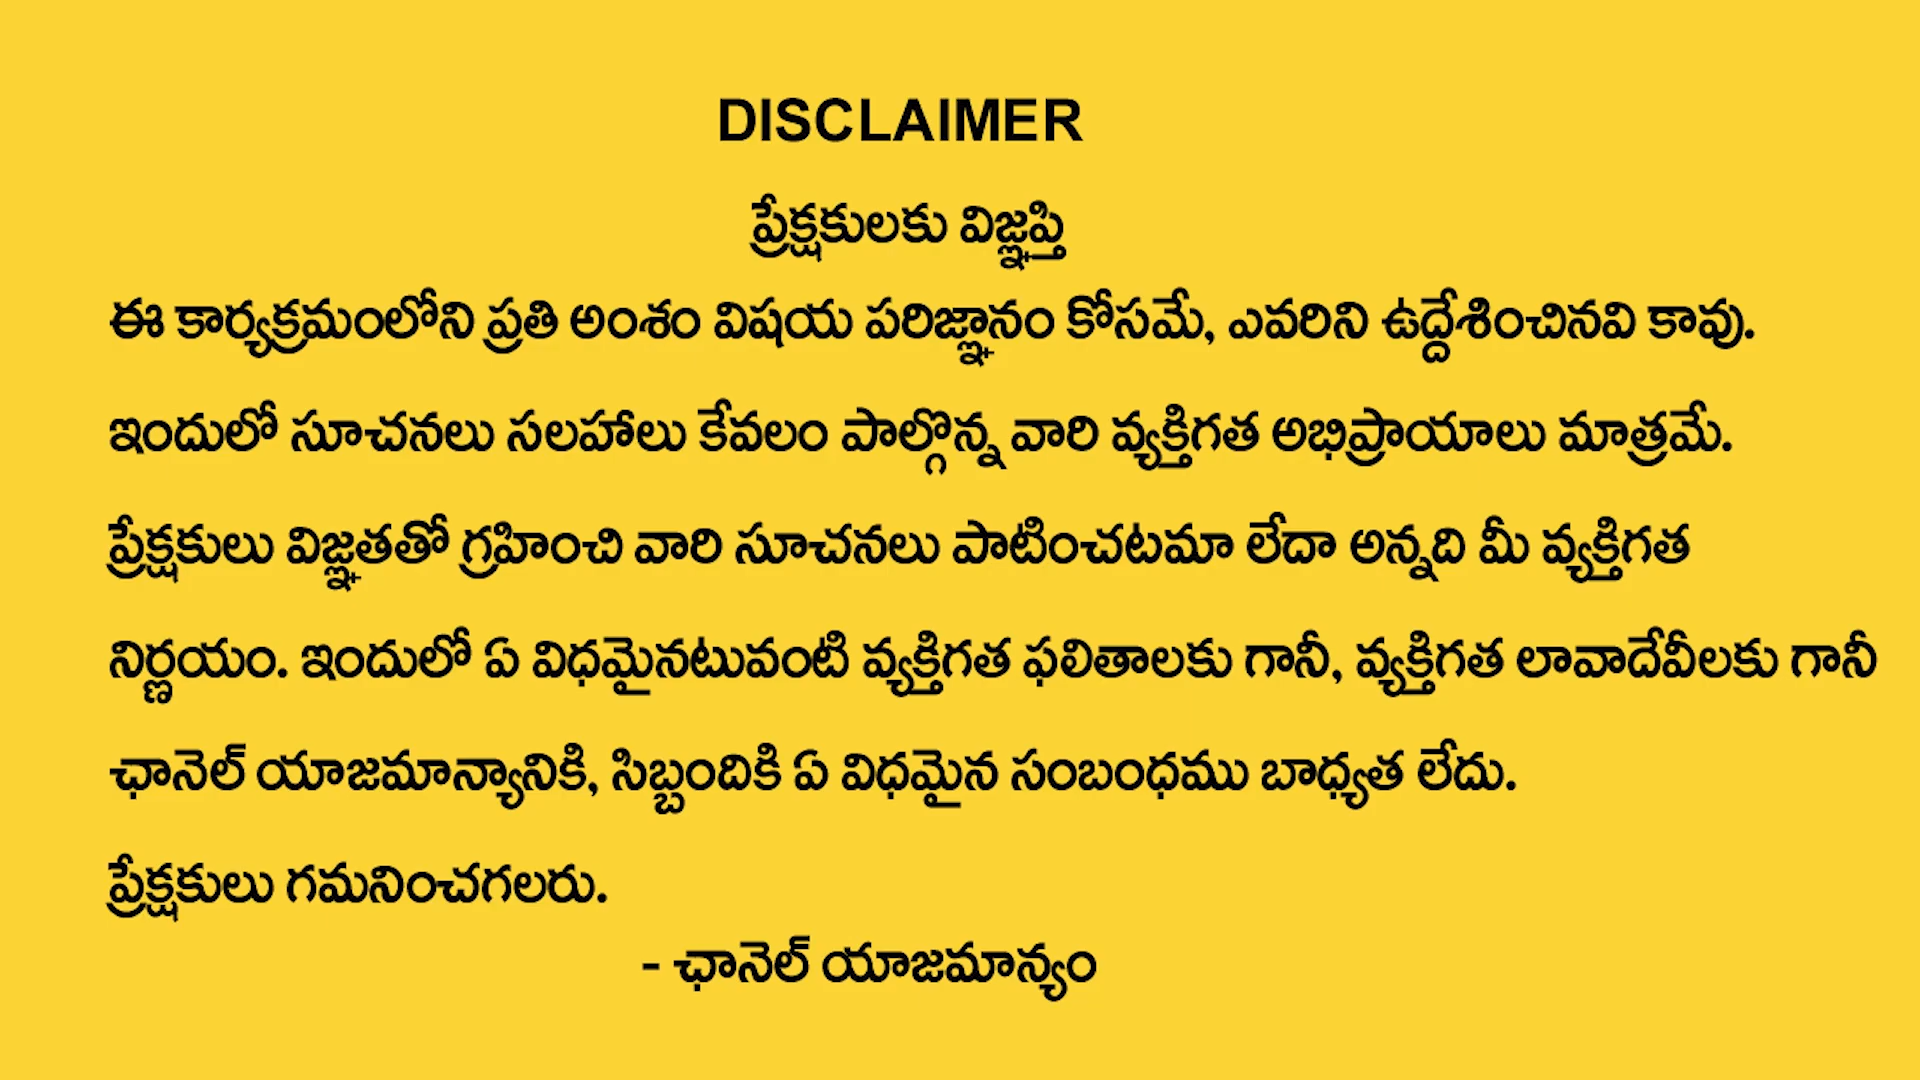 DISCLAIMER
ప్రేక్షకులకు విజ్ఞప్తి
ఈ కార్యక్రమంలోని ప్రతి అంశం విషయ పరిజ్ఞానం కోసమే, ఎవరిని ఉద్దేశించినవి కావు.
ఇందులో సూచనలు సలహాలు కేవలం పాల్గొన్న వారి వ్యక్తిగత అభిప్రాయాలు మాత్రమే.
ప్రేక్షకులు విజ్ఞతతో గ్రహించి వారి సూచనలు పాటించటమా లేదా అన్నది మీ వ్యక్తిగత
నిర్ణయం. ఇందులో ఏ విధమైనటువంటి వ్యక్తిగత ఫలితాలకు గానీ, వ్యక్తిగత లావాదేవీలకు గానీ
ఛానెల్ యాజమాన్యానికి, సిబ్బందికి ఏ విధమైన సంబంధము బాధ్యత లేదు.
ప్రేక్షకులు గమనించగలరు.
- ఛానెల్ యాజమాన్యం